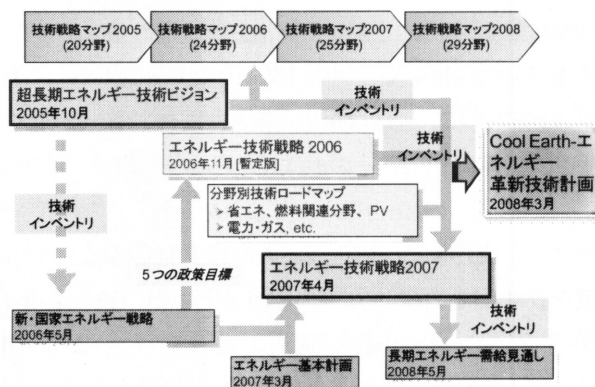 技術戦略マップ2005
(20分野)
技術戦略マップ2006
(24分野)
技術戦略マップ2007
(25分野)
技術戦略マップ2008
(29分野)
超長期エネルギー技術ビジョン
2005年10月
技術
インベントリ
エネルギー技術戦略 2006
2006年11月[暫定版]
技術
インベントリ
Cool Earth-エ
ネルギー
革新技術計画
2008年3月
分野別技術ロードマップ
➢ 省エネ、燃料関連分野、PV
➢ 電力・ガス, etc.
技術
インベントリ
エネルギー技術戦略2007
2007年4月
5つの政策目標
新・国家エネルギー戦略
2006年5月
技術
インベントリ
エネルギー基本計画
2007年3月
長期エネルギー需給見通し
2008年5月